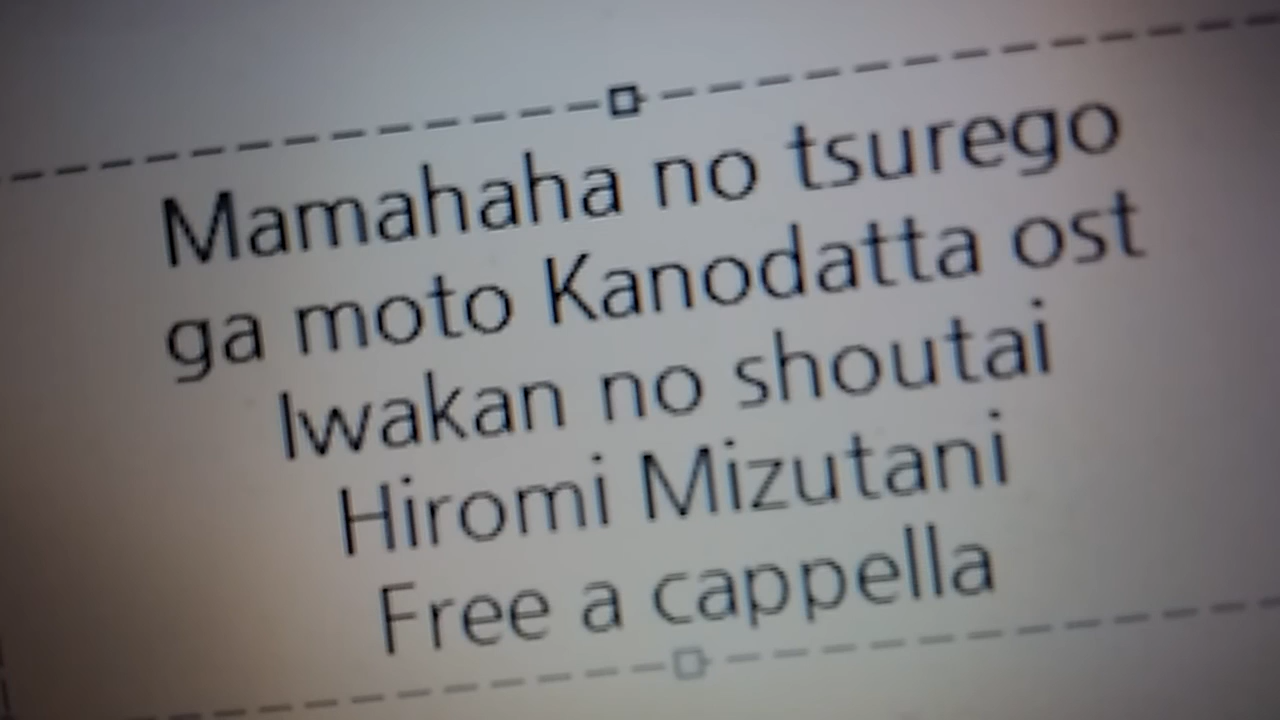 Mamahaha no tsurego
ga moto Kanodatta ost
Iwakan no shoutai
Hiromi Mizutani
Free a cappella